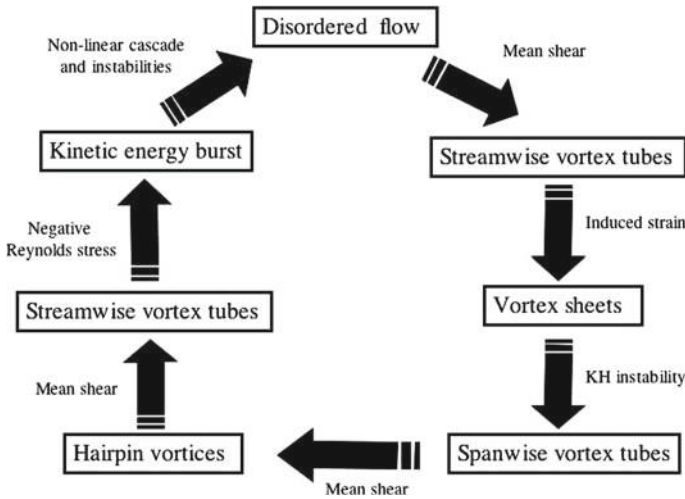 Disordered flow
Non-linear cascade
and instabilities
Mean shear
Kinetic energy burst
Streamwise vortex tubes
Negative
Reynolds stress
Induced strain
Streamwise vortex tubes
Vortex sheets
Mean shear
KH instability
Hairpin vortices
Spanwise vortex tubes
Mean shear